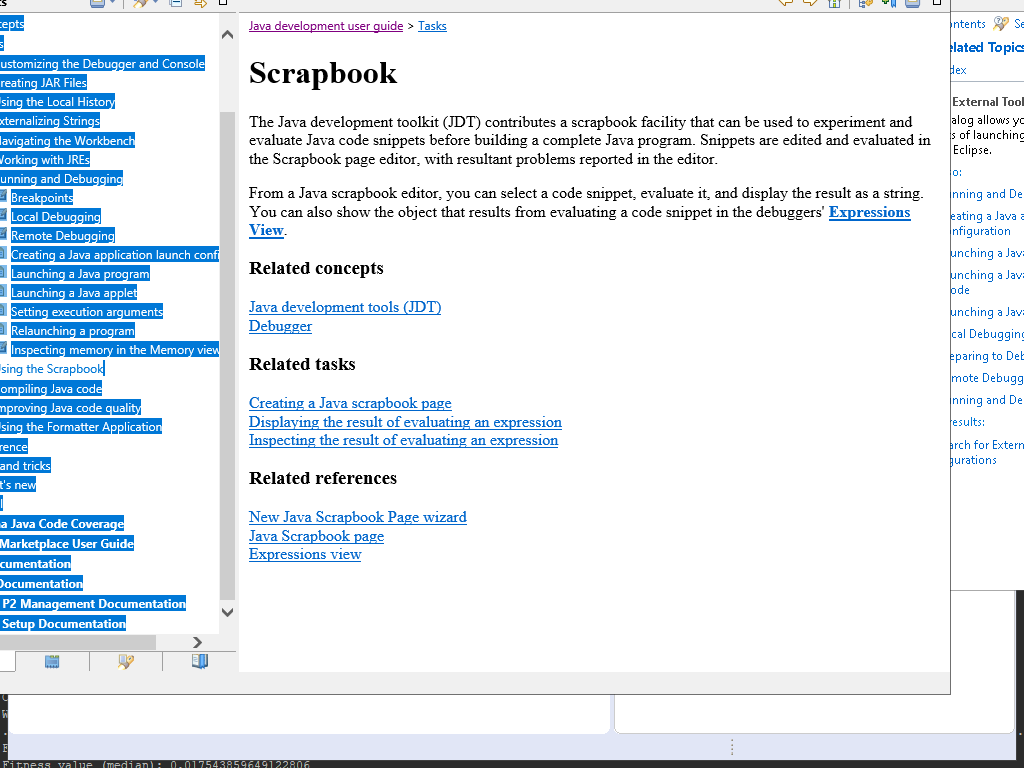 Java development user guide > Tasks
Scrapbook
The Java development toolkit (JDT) contributes a scrapbook facility that can be used to experiment and
evaluate Java code snippets before building a complete Java program. Snippets are edited and evaluated in
the Scrapbook page editor, with resultant problems reported in the editor.
From a Java scrapbook editor, you can select a code snippet, evaluate it, and display the result as a string.
You can also show the object that results from evaluating a code snippet in the debuggers' Expressions
View.
Related concepts
Java development tools (JDT)
Debugger
Related tasks
Creating a Java scrapbook page
Displaying the result of evaluating an expression
Inspecting the result of evaluating an expression
Related references
New Java Scrapbook Page wizard
Java Scrapbook page
Expressions view
cepts
s
ustomizing the Debugger and Console
reating JAR Files
sing the Local History
xternalizing Strings
avigating the Workbench
orking with JREs
unning and Debugging
Breakpoints
Local Debugging
Remote Debugging
Creating a Java application launch confi
Launching a Java program
Launching a Java applet
Setting execution arguments
Relaunching a program
Inspecting memory in the Memory view
sing the Scrapbook
ompiling Java code
mproving Java code quality
sing the Formatter Application
rence
and tricks
t's new
l
a Java Code Coverage
Marketplace User Guide
cumentation
Documentation
P2 Management Documentation
Setup Documentation
ontents Se
elated Topics
dex
External Tool
alog allows yo
s of launching
Eclipse.
o:
nning and De
eating a Java a
nfiguration
unching a Java
unching a Java
ode
unching a Java
cal Debugging
eparing to Deb
mote Debugg
nning and De
esults:
arch for Extern
gurations
Fitness value (median): 0.017543859649122806